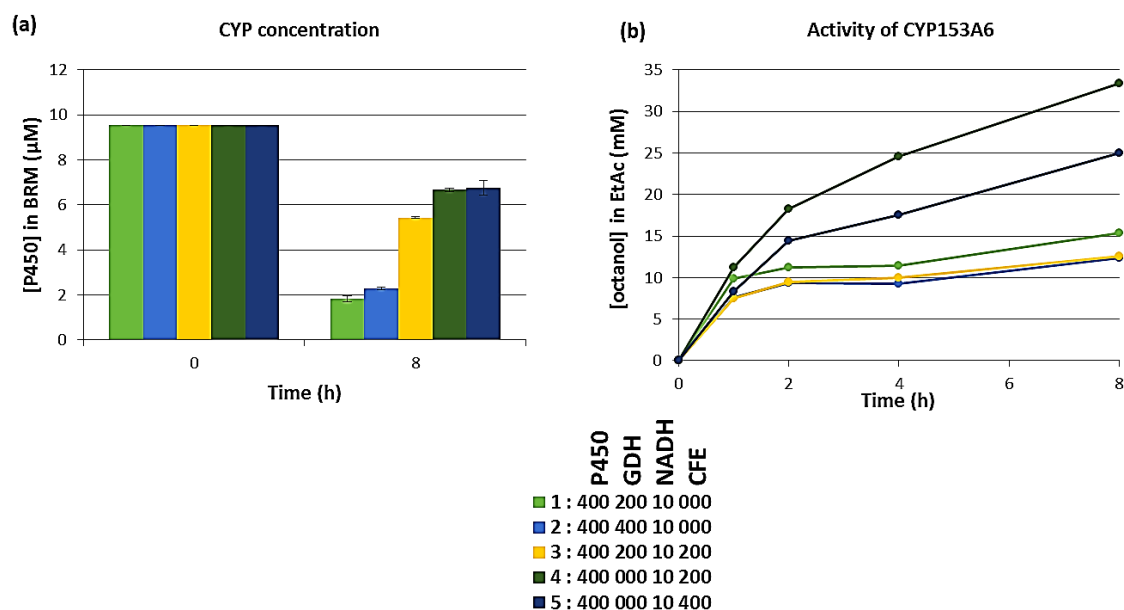 (a)
CYP concentration
[P450] in BRM (µM)
12
10
8
6
4
2
0
0
8
Time (h)
(b)
Activity of CYP153A6
[octanol] in EtAc (mM)
35
30
25
20
15
10
5
0
0
2
4
6
8
Time (h)
P450
GDH
NADH
CFE
1 : 400 200 10 000
2 : 400 400 10 000
3 : 400 200 10 200
4 : 400 000 10 200
5 : 400 000 10 400